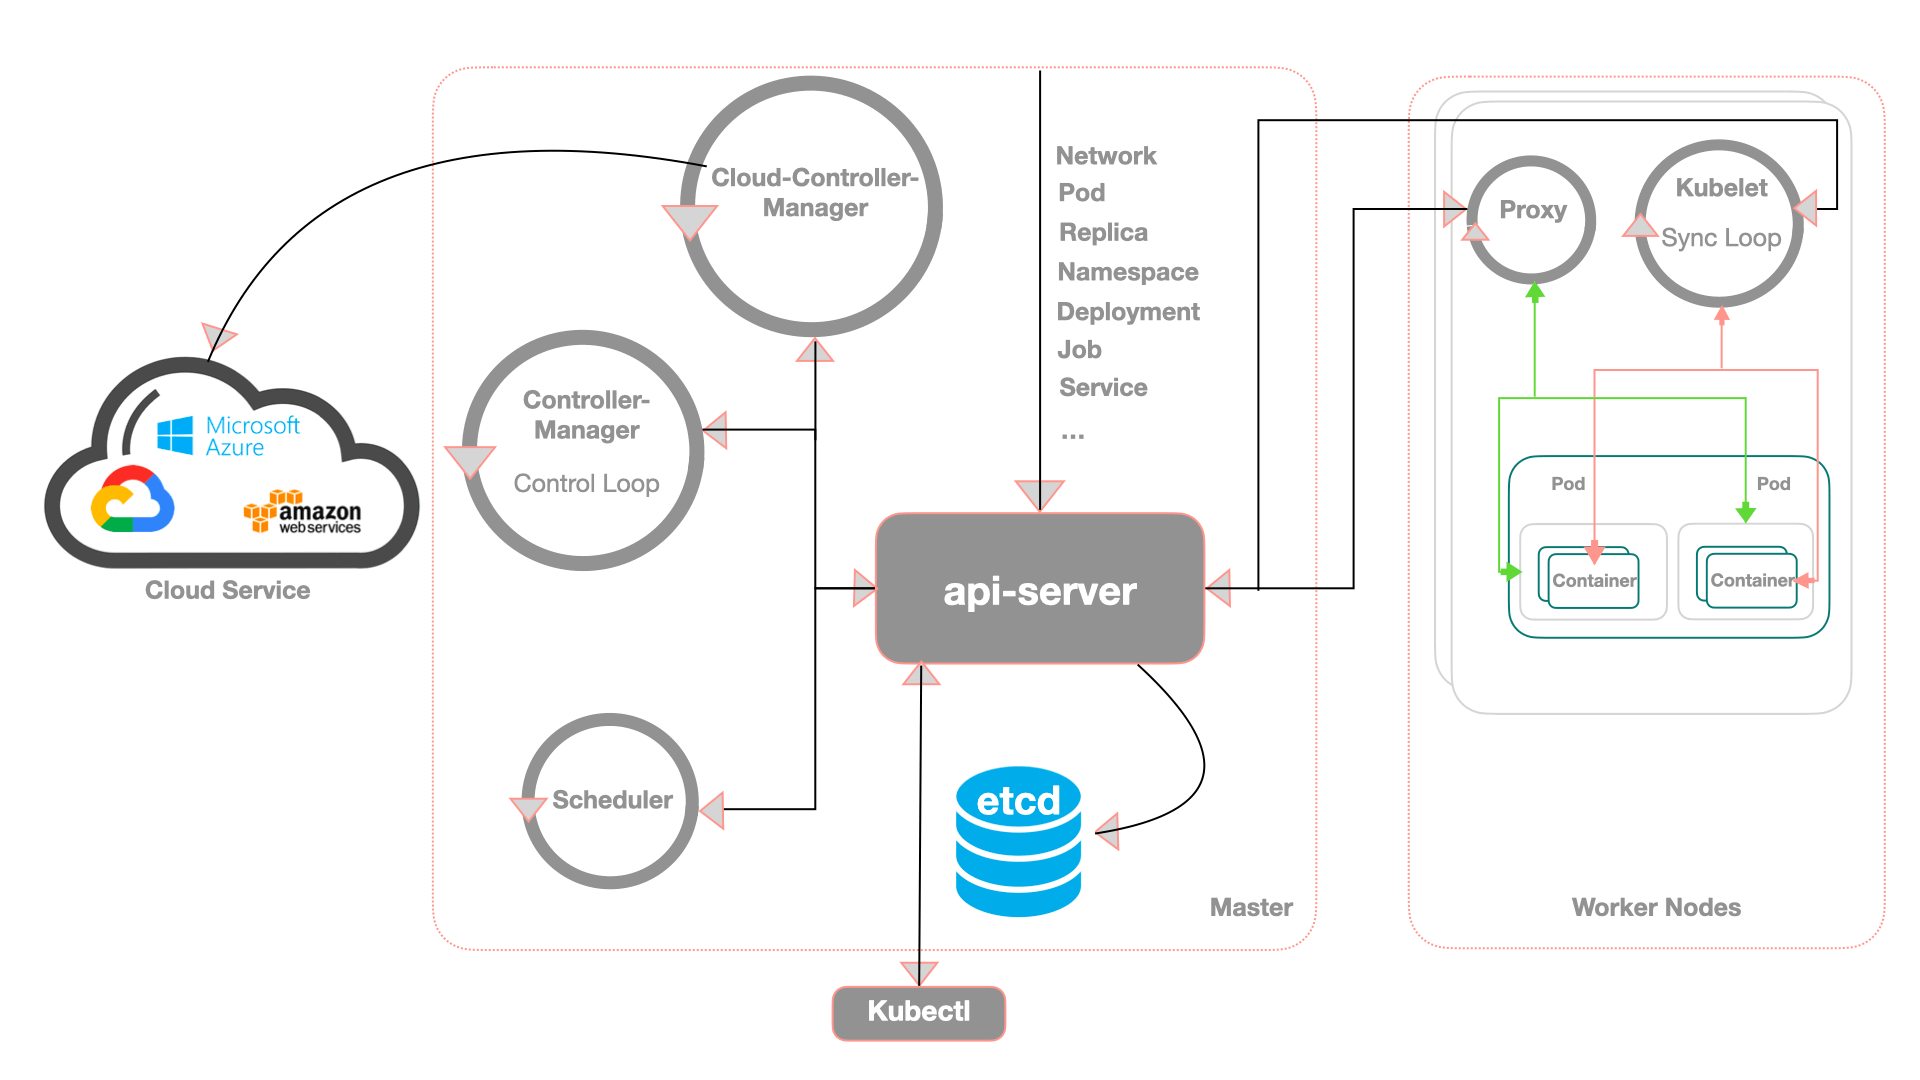 Cloud-Controller-
Manager
Controller-
Manager
Control Loop
Microsoft
Azure
amazon
webservices
Cloud Service
Scheduler
Network
Pod
Replica
Namespace
Deployment
Job
Service
...
api-server
etcd
Master
Kubectl
Proxy
Kubelet
Sync Loop
Pod
Pod
Container
Container
Worker Nodes